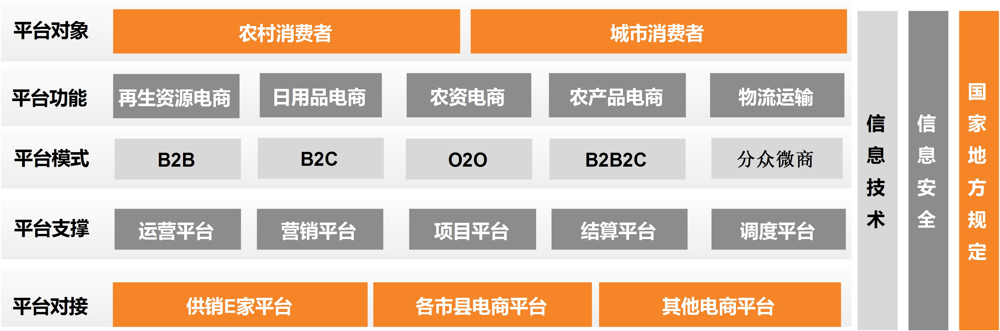 平台对象
农村消费者
城市消费者
平台功能
再生资源电商
日用品电商
农资电商
农产品电商
物流运输
平台模式
B2B
B2C
O2O
B2B2C
分众微商
平台支撑
运营平台
营销平台
项目平台
结算平台
调度平台
平台对接
供销E家平台
各市县电商平台
其他电商平台
信息技术
信息安全
国家地方规定